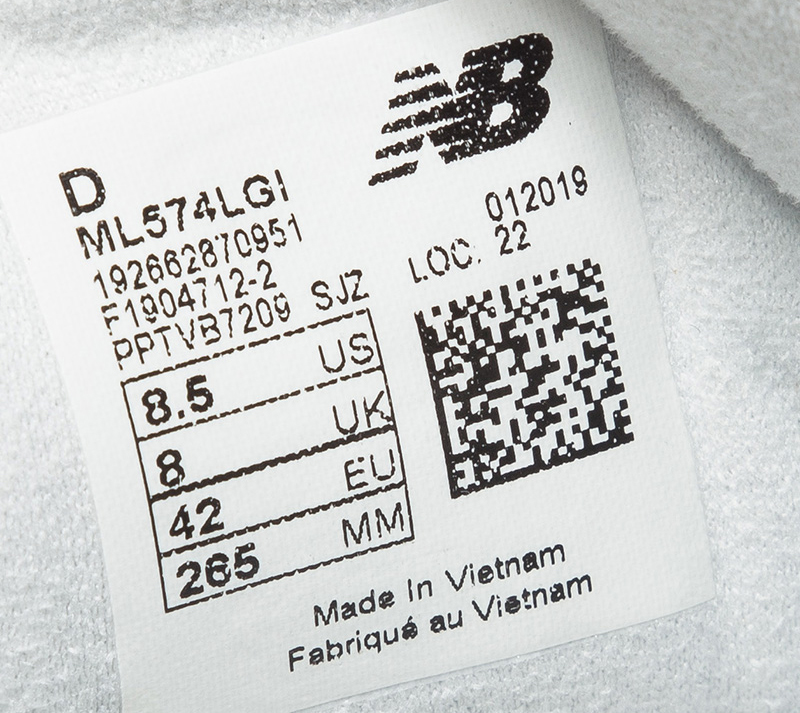 NB
D
ML574LGI
192662870951
F1904712-2
PPTVB7209 SJZ
012019
LOC. 22
8.5 US
8 UK
42 EU
265 MM
Made In Vietnam
Fabriqué au Vietnam